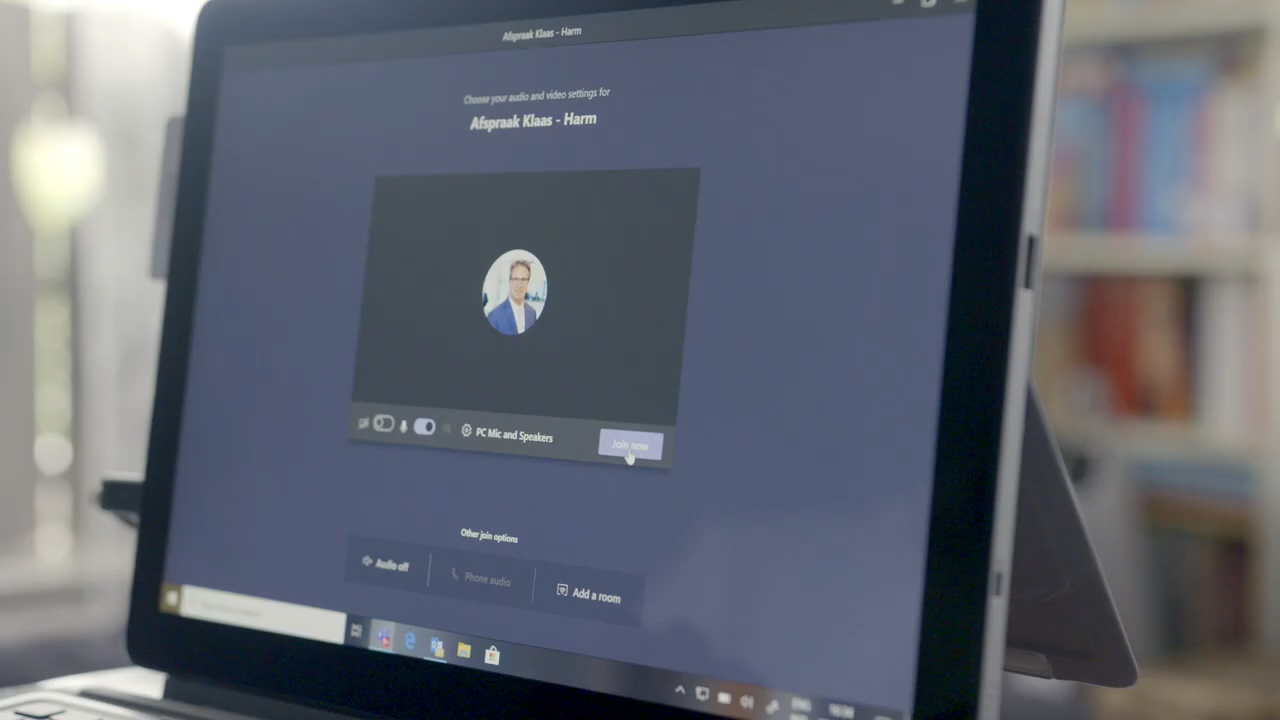 Afspraak Klaas - Harm
Choose your audio and video settings for
Afspraak Klaas - Harm
PC Mic and Speakers
Join now
Other join options
Audio off
Phone audio
Add a room
ENG